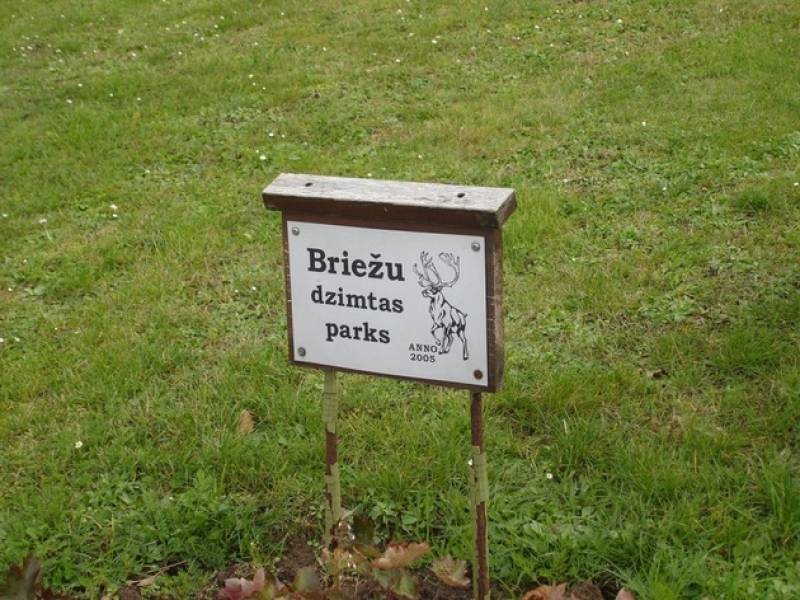 Briežu
dzimtas
parks
ANNO
2005